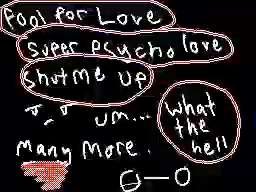 fool for Love
super psycho love
shut me up
um...
many more.
what
the
hell